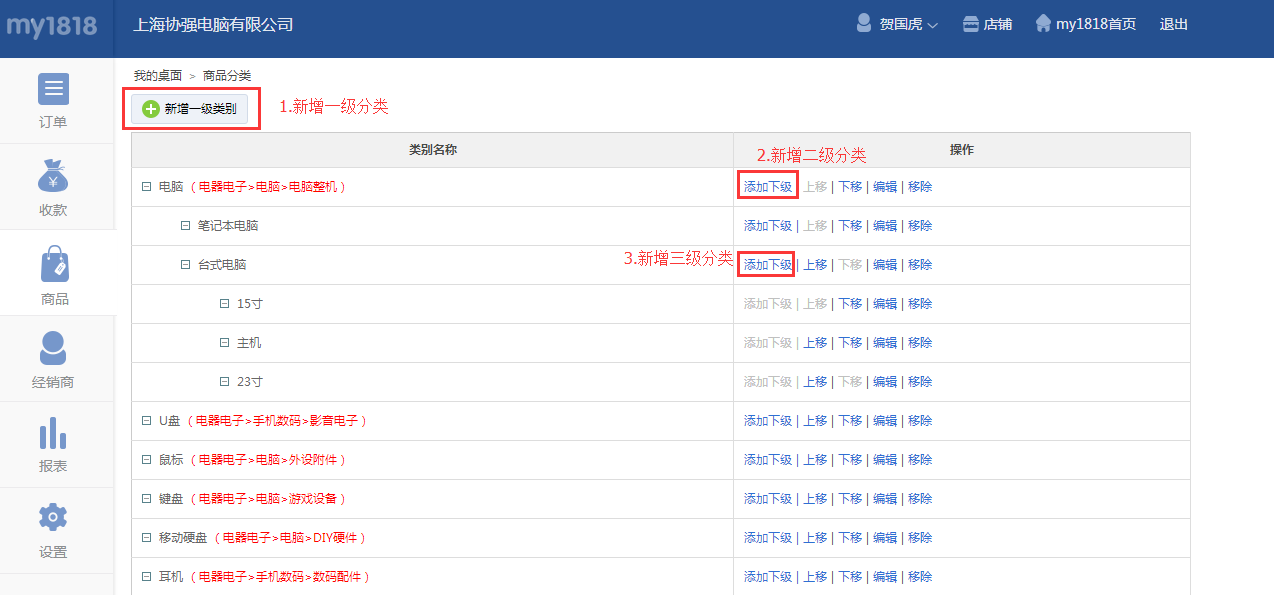 my1818 上海协强电脑有限公司 贺国虎 店铺 my1818首页 退出
我的桌面 > 商品分类
新增一级类别 1.新增一级分类
类别名称 2.新增二级分类 操作
电脑 （电器电子>电脑>电脑整机） 添加下级 上移 | 下移 | 编辑 | 移除
笔记本电脑 添加下级 | 上移 | 下移 | 编辑 | 移除
台式电脑 3.新增三级分类 添加下级 | 上移 | 下移 | 编辑 | 移除
15寸 添加下级 | 上移 | 下移 | 编辑 | 移除
主机 添加下级 | 上移 | 下移 | 编辑 | 移除
23寸 添加下级 | 上移 | 下移 | 编辑 | 移除
U盘 （电器电子>手机数码>影音电子） 添加下级 | 上移 | 下移 | 编辑 | 移除
鼠标 （电器电子>电脑>外设附件） 添加下级 | 上移 | 下移 | 编辑 | 移除
键盘 （电器电子>电脑>游戏设备） 添加下级 | 上移 | 下移 | 编辑 | 移除
移动硬盘 （电器电子>电脑>DIY硬件） 添加下级 | 上移 | 下移 | 编辑 | 移除
耳机 （电器电子>手机数码>数码配件） 添加下级 | 上移 | 下移 | 编辑 | 移除
订单
收款
商品
经销商
报表
设置